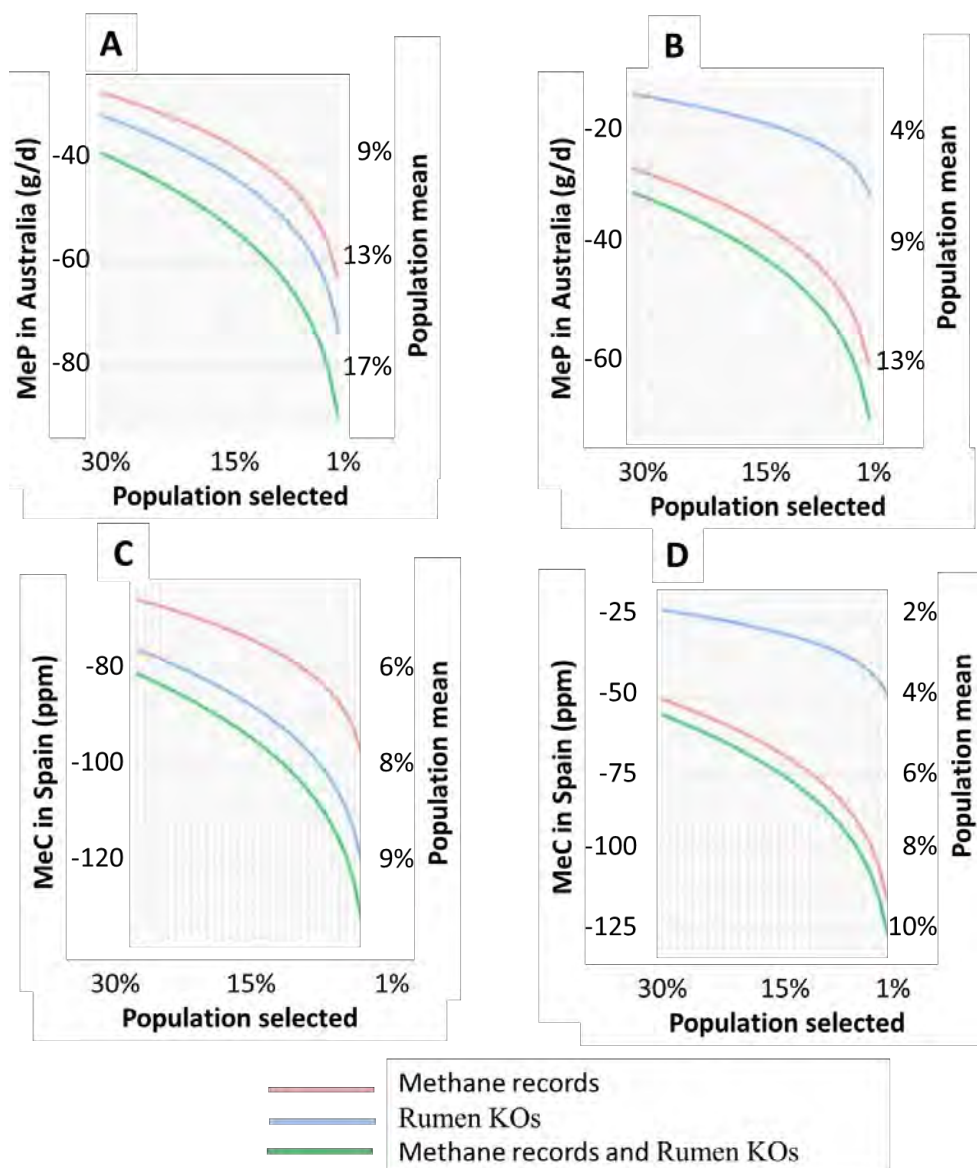 A
B
MeP in Australia (g/d)
-40
-60
-80
9%
13%
17%
Population mean
30% 15% 1%
Population selected
MeP in Australia (g/d)
-20
-40
-60
4%
9%
13%
Population mean
30% 15% 1%
Population selected
C
D
MeC in Spain (ppm)
-80
-100
-120
6%
8%
9%
Population mean
30% 15% 1%
Population selected
MeC in Spain (ppm)
-25
-50
-75
-100
-125
2%
4%
6%
8%
10%
Population mean
30% 15% 1%
Population selected
Methane records
Rumen KOs
Methane records and Rumen KOs